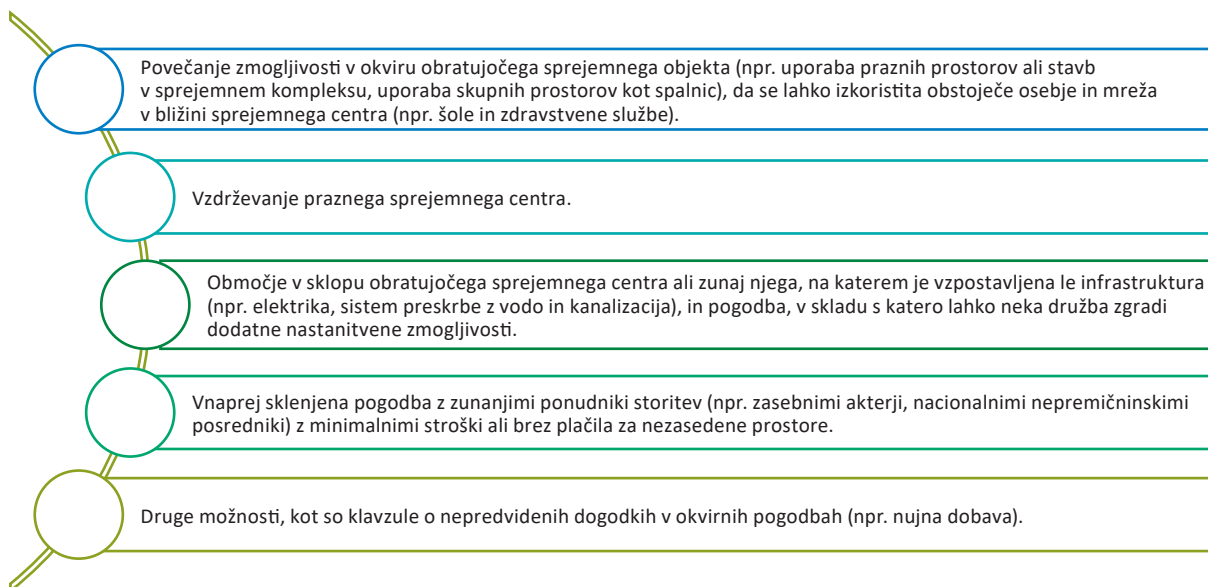 Povečanje zmogljivosti v okviru obratujočega sprejemnega objekta (npr. uporaba praznih prostorov ali stavb
v sprejemnem kompleksu, uporaba skupnih prostorov kot spalnic), da se lahko izkoristita obstoječe osebje in mreža
v bližini sprejemnega centra (npr. šole in zdravstvene službe).
Vzdrževanje praznega sprejemnega centra.
Območje v sklopu obratujočega sprejemnega centra ali zunaj njega, na katerem je vzpostavljena le infrastruktura
(npr. elektrika, sistem preskrbe z vodo in kanalizacija), in pogodba, v skladu s katero lahko neka družba zgradi
dodatne nastanitvene zmogljivosti.
Vnaprej sklenjena pogodba z zunanjimi ponudniki storitev (npr. zasebnimi akterji, nacionalnimi nepremičninskimi
posredniki) z minimalnimi stroški ali brez plačila za nezasedene prostore.
Druge možnosti, kot so klavzule o nepredvidenih dogodkih v okvirnih pogodbah (npr. nujna dobava).